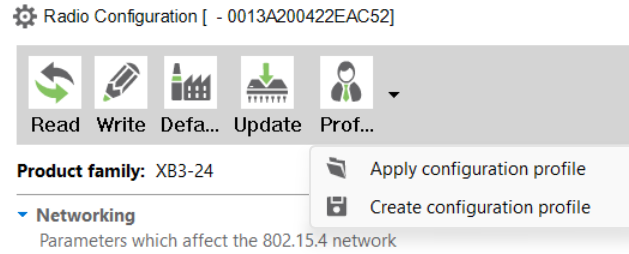 Radio Configuration [ - 0013A200422EAC52]
Read Write Defa... Update Prof...
Product family: XB3-24
Apply configuration profile
Create configuration profile
Networking
Parameters which affect the 802.15.4 network